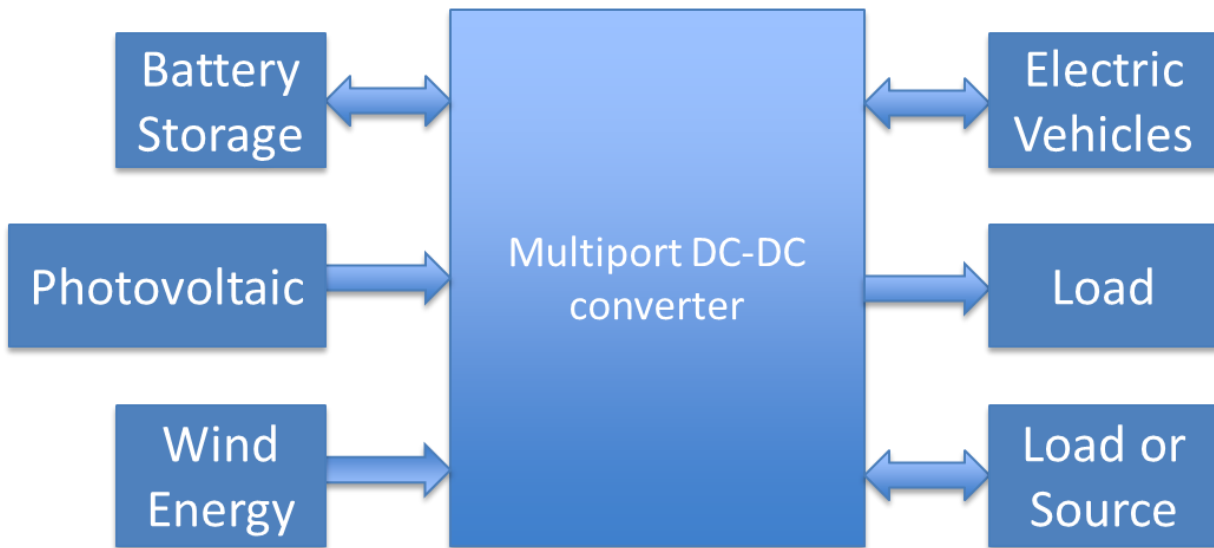 Battery
Storage
Photovoltaic
Wind
Energy
Multiport DC-DC
converter
Electric
Vehicles
Load
Load or
Source